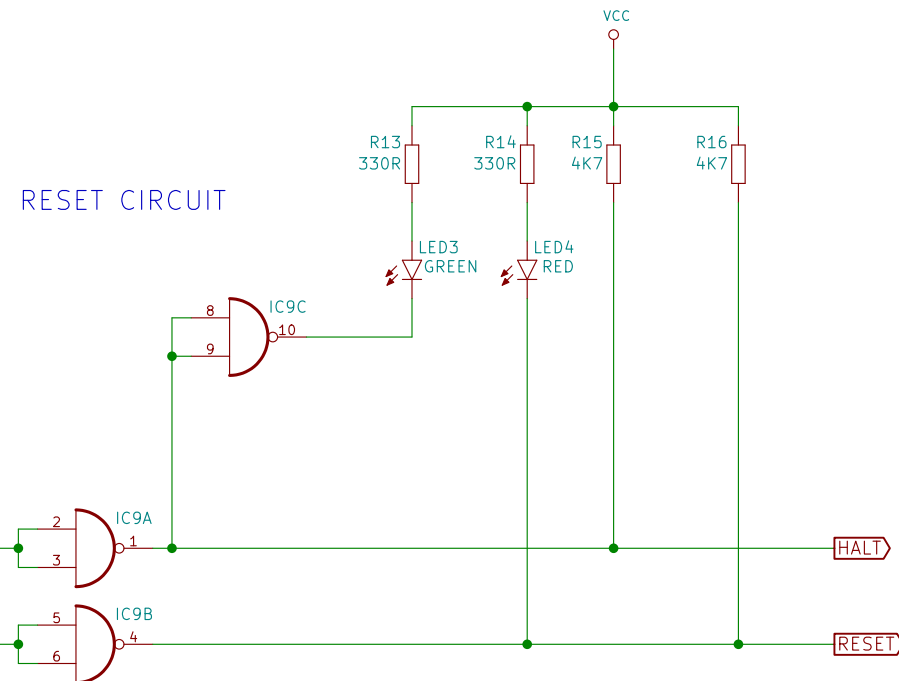 VCC
R13
330R
R14
330R
R15
4K7
R16
4K7
RESET CIRCUIT
LED3
GREEN
LED4
RED
IC9C
8
9
10
IC9A
2
3
1
HALT
IC9B
5
6
4
RESET